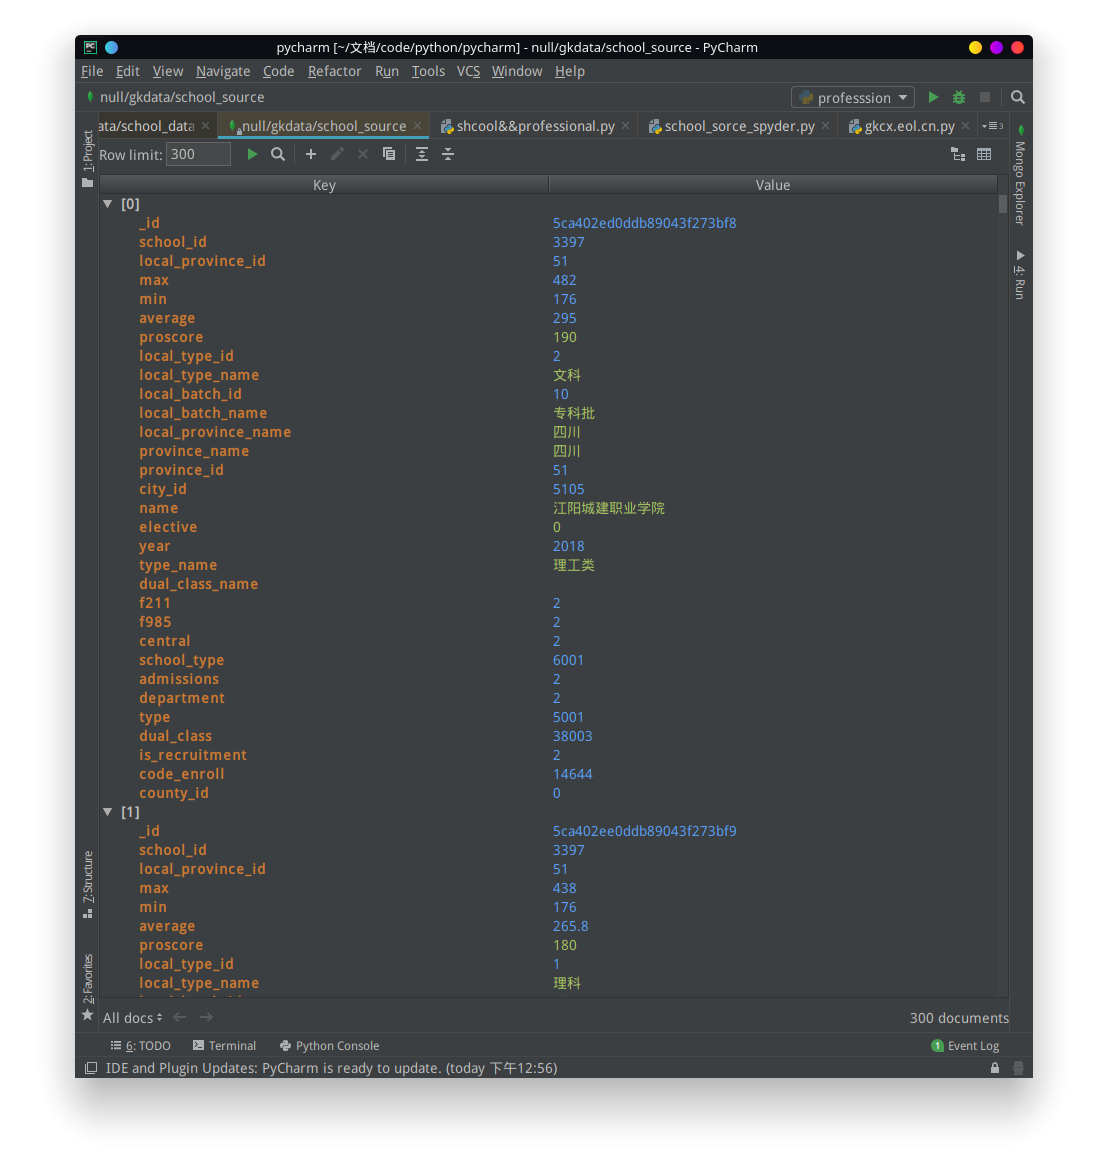 pycharm [~/文档/code/python/pycharm] - null/gkdata/school_source - PyCharm
File Edit View Navigate Code Refactor Run Tools VCS Window Help
null/gkdata/school_source professsion
ata/school_data null/gkdata/school_source shcool&&professional.py school_sorce_spyder.py gkcx.eol.cn.py 3
1: Project
Row limit: 300
Mongo Explorer
4: Run
Key Value
[0]
_id 5ca402ed0ddb89043f273bf8
school_id 3397
local_province_id 51
max 482
min 176
average 295
proscore 190
local_type_id 2
local_type_name 文科
local_batch_id 10
local_batch_name 专科批
local_province_name 四川
province_name 四川
province_id 51
city_id 5105
name 江阳城建职业学院
elective 0
year 2018
type_name 理工类
dual_class_name
f211 2
f985 2
central 2
school_type 6001
admissions 2
department 2
type 5001
dual_class 38003
is_recruitment 2
code_enroll 14644
county_id 0
[1]
_id 5ca402ee0ddb89043f273bf9
school_id 3397
local_province_id 51
max 438
min 176
average 265.8
proscore 180
local_type_id 1
local_type_name 理科
7: Structure
2: Favorites
All docs 300 documents
6: TODO Terminal Python Console 1 Event Log
IDE and Plugin Updates: PyCharm is ready to update. (today 下午12:56)